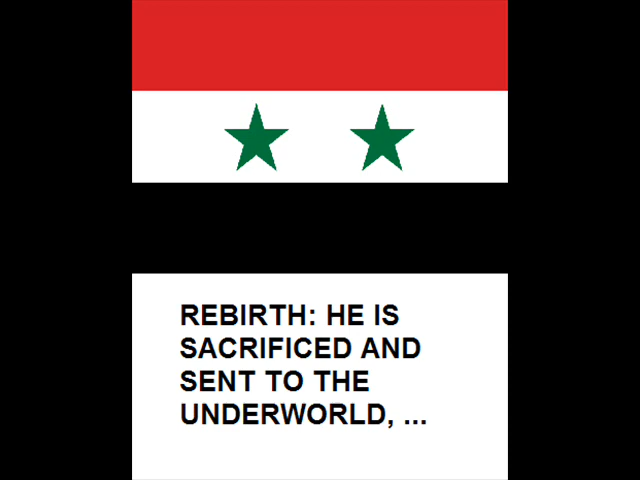 REBIRTH: HE IS
SACRIFICED AND
SENT TO THE
UNDERWORLD, ...